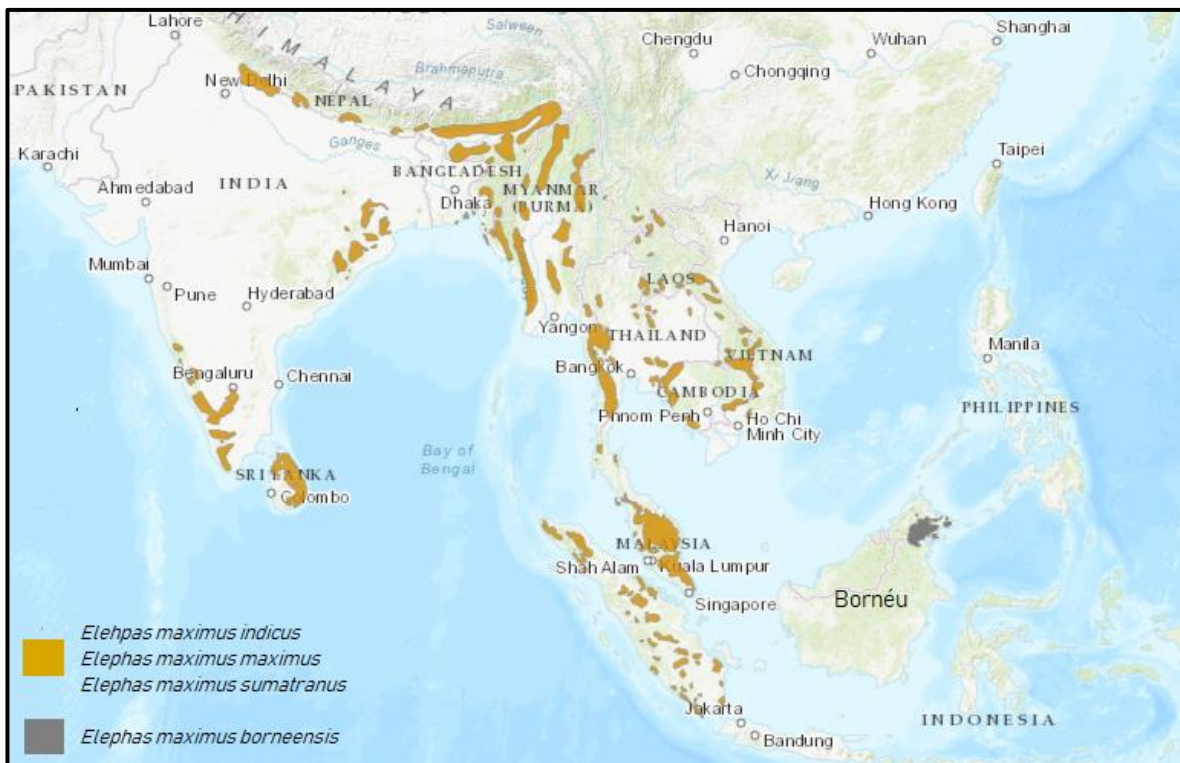 HIMALAYA
Lahore
Salween
Chengdu
Wuhan
Shanghai
Chongqing
Brahmaputra
New Delhi
PAKISTAN
NEPAL
Ganges
Karachi
Taipei
BANGLADESH
Ahmedabad
INDIA
Xi Jiang
Dhaka
MYANMAR
(BURMA)
Hong Kong
Hanoi
Mumbai
LAOS
Pune
Hyderabad
Yangon
THAILAND
Manila
VIETNAM
Bengaluru
Chennai
Bangkok
CAMBODIA
PHILIPPINES
Phnom Penh
Ho Chi
Minh City
Bay of
Bengal
SRI LANKA
Colombo
MALAYSIA
Shah Alam
Kuala Lumpur
Singapore
Bornéu
Elehpas maximus indicus
Elephas maximus maximus
Elephas maximus sumatranus
Jakarta
INDONESIA
Elephas maximus borneensis
Bandung